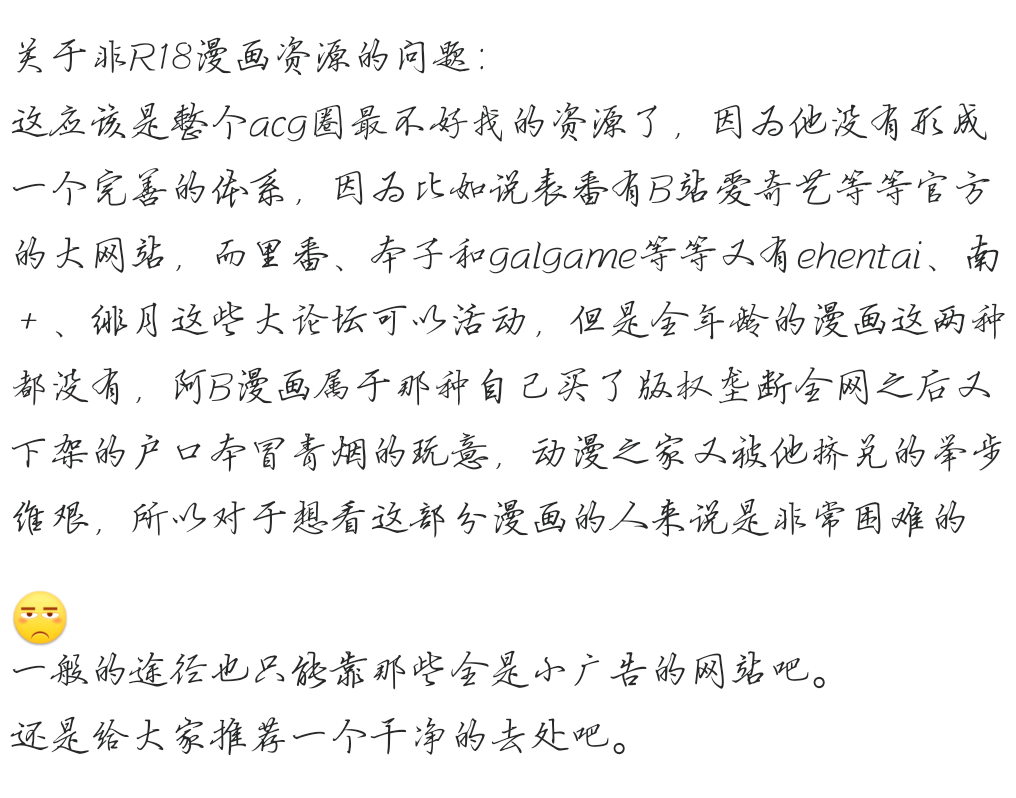 关于非R18漫画资源的问题：
这应该是整个acg圈最不好找的资源了，因为他没有形成
一个完善的体系，因为比如说表番有B站爱奇艺等等官方
的大网站，而里番、本子和galgame等等又有ehentai、南
+、绯月这些大论坛可以活动，但是全年龄的漫画这两种
都没有，阿B漫画属于那种自己买了版权垄断全网之后又
下架的户口本冒青烟的玩意，动漫之家又被他挤兑的举步
维艰，所以对于想看这部分漫画的人来说是非常困难的
一般的途径也只能靠那些全是小广告的网站吧。
还是给大家推荐一个干净的去处吧。